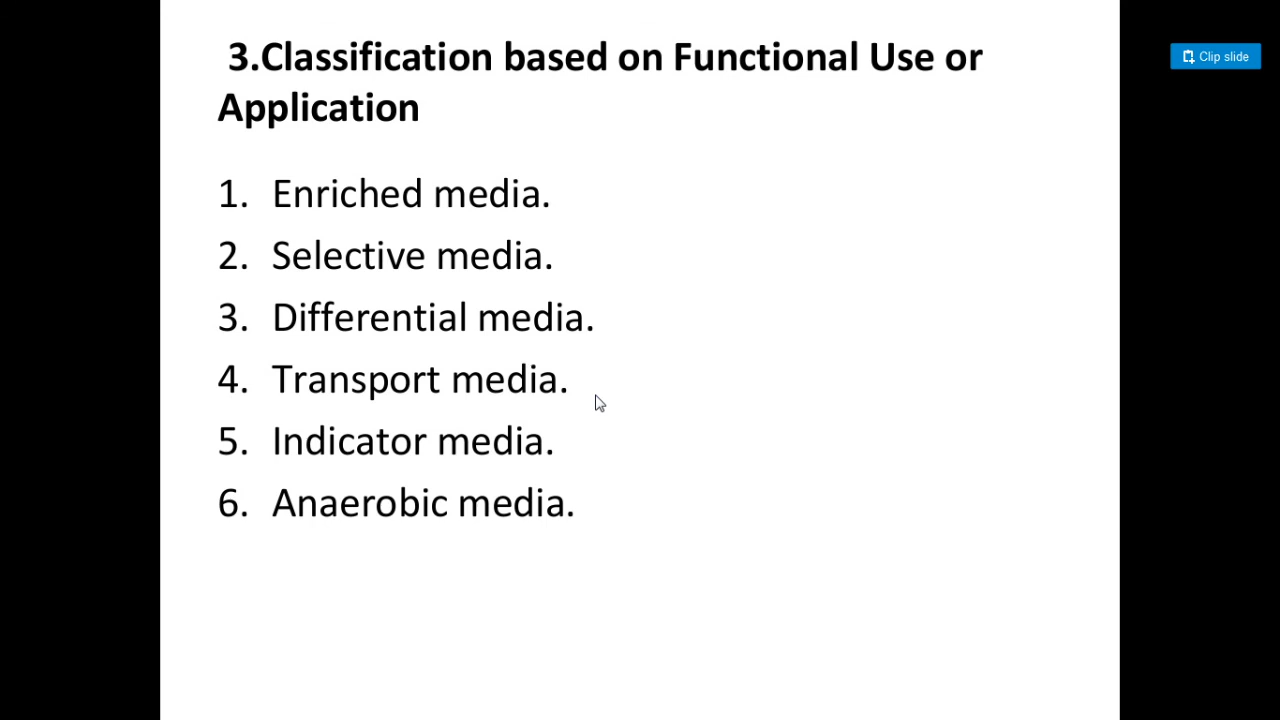 3.Classification based on Functional Use or
Application
1. Enriched media.
2. Selective media.
3. Differential media.
4. Transport media.
5. Indicator media.
6. Anaerobic media.
Clip slide